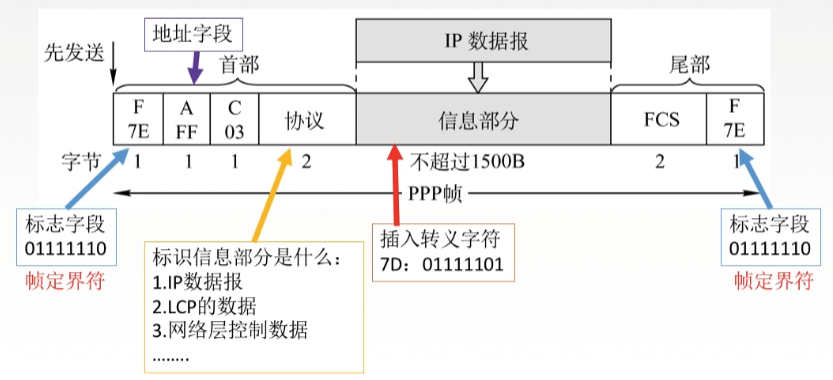 地址字段
IP 数据报
先发送
首部
尾部
F
7E
A
FF
C
03
协议
信息部分
FCS
F
7E
字节
1
1
1
2
不超过1500B
2
1
PPP帧
标志字段
01111110
帧定界符
标识信息部分是什么：
1.IP数据报
2.LCP的数据
3.网络层控制数据
........
插入转义字符
7D：01111101
标志字段
01111110
帧定界符